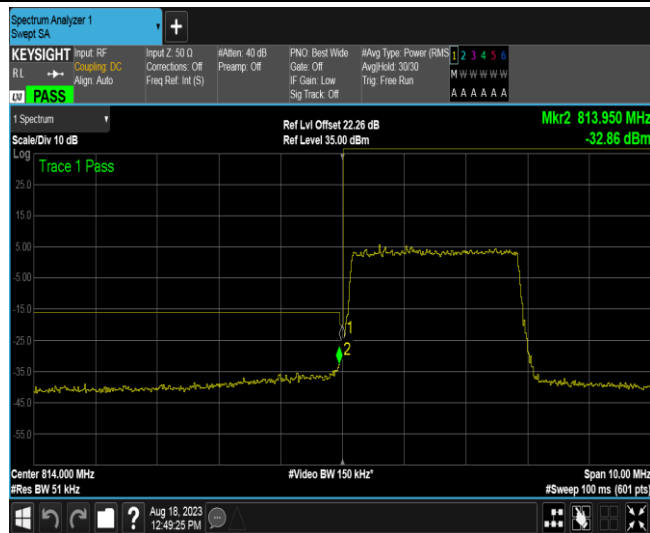 Spectrum Analyzer 1
Swept SA
+
KEYSIGHT
RL
LXI
PASS
Input: RF
Coupling: DC
Align: Auto
Input Z: 50 Ω
Corrections: Off
Freq Ref: Int (S)
#Atten: 40 dB
Preamp: Off
PNO: Best Wide
Gate: Off
IF Gain: Low
Sig Track: Off
#Avg Type: Power (RMS
Avg|Hold: 30/30
Trig: Free Run
1 2 3 4 5 6
M W W W W W
A A A A A A
1 Spectrum
Scale/Div 10 dB
Ref Lvl Offset 22.26 dB
Ref Level 35.00 dBm
Mkr2 813.950 MHz
-32.86 dBm
Log
Trace 1 Pass
25.0
15.0
5.00
-5.00
-15.0
-25.0
-35.0
-45.0
-55.0
1
2
Center 814.000 MHz
#Res BW 51 kHz
#Video BW 150 kHz*
Span 10.00 MHz
#Sweep 100 ms (601 pts)
?
Aug 18, 2023
12:49:25 PM